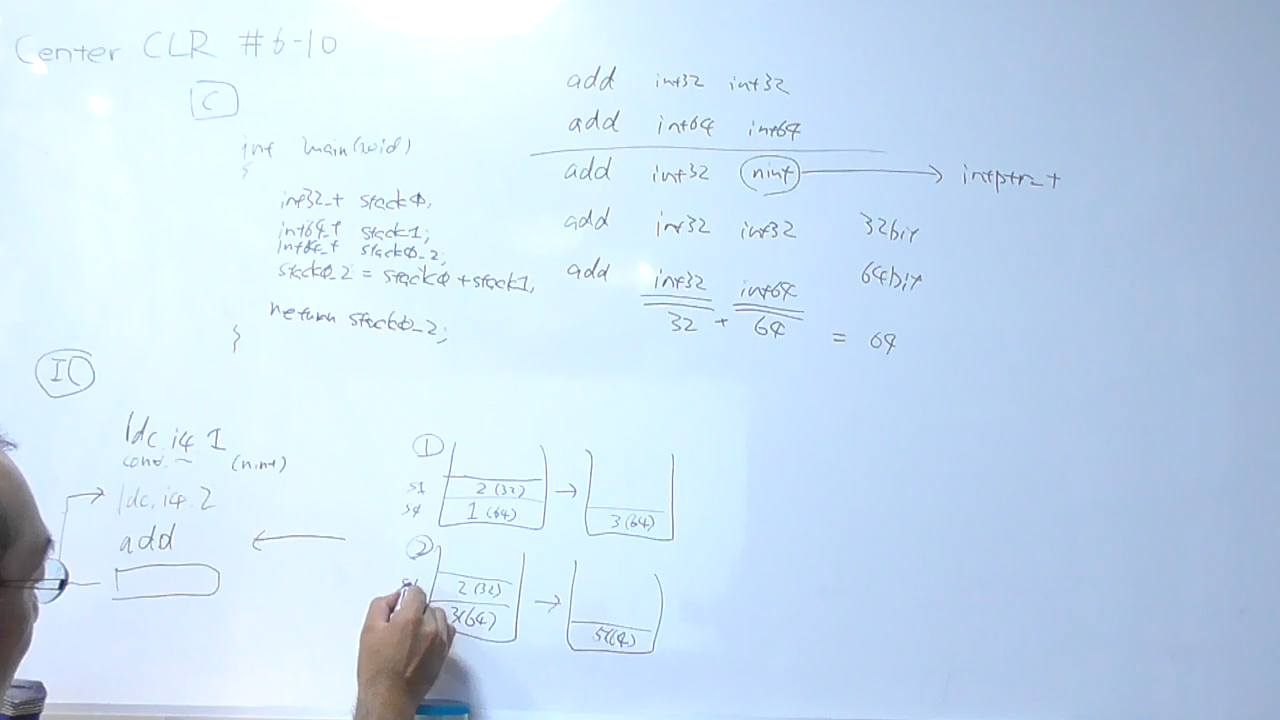 Center CLR #6-10
C
int main(void)
{
int32_t stack0;
int64_t stack1;
int64_t stack0_2;
stack0_2 = stack0 + stack1;
return stack0_2;
}
add int32 int32
add int64 int64
add int32 nint → intptr_t
add int32 int32 32bit
add int32 int64 64bit
32 + 64 = 64
IL
ldc.i4 1
conv. ~ (nint)
ldc.i4.2
add ←
①
s1 2(32) →
s0 1(64) 3(64)
②
2(32) →
3(64) 5(64)